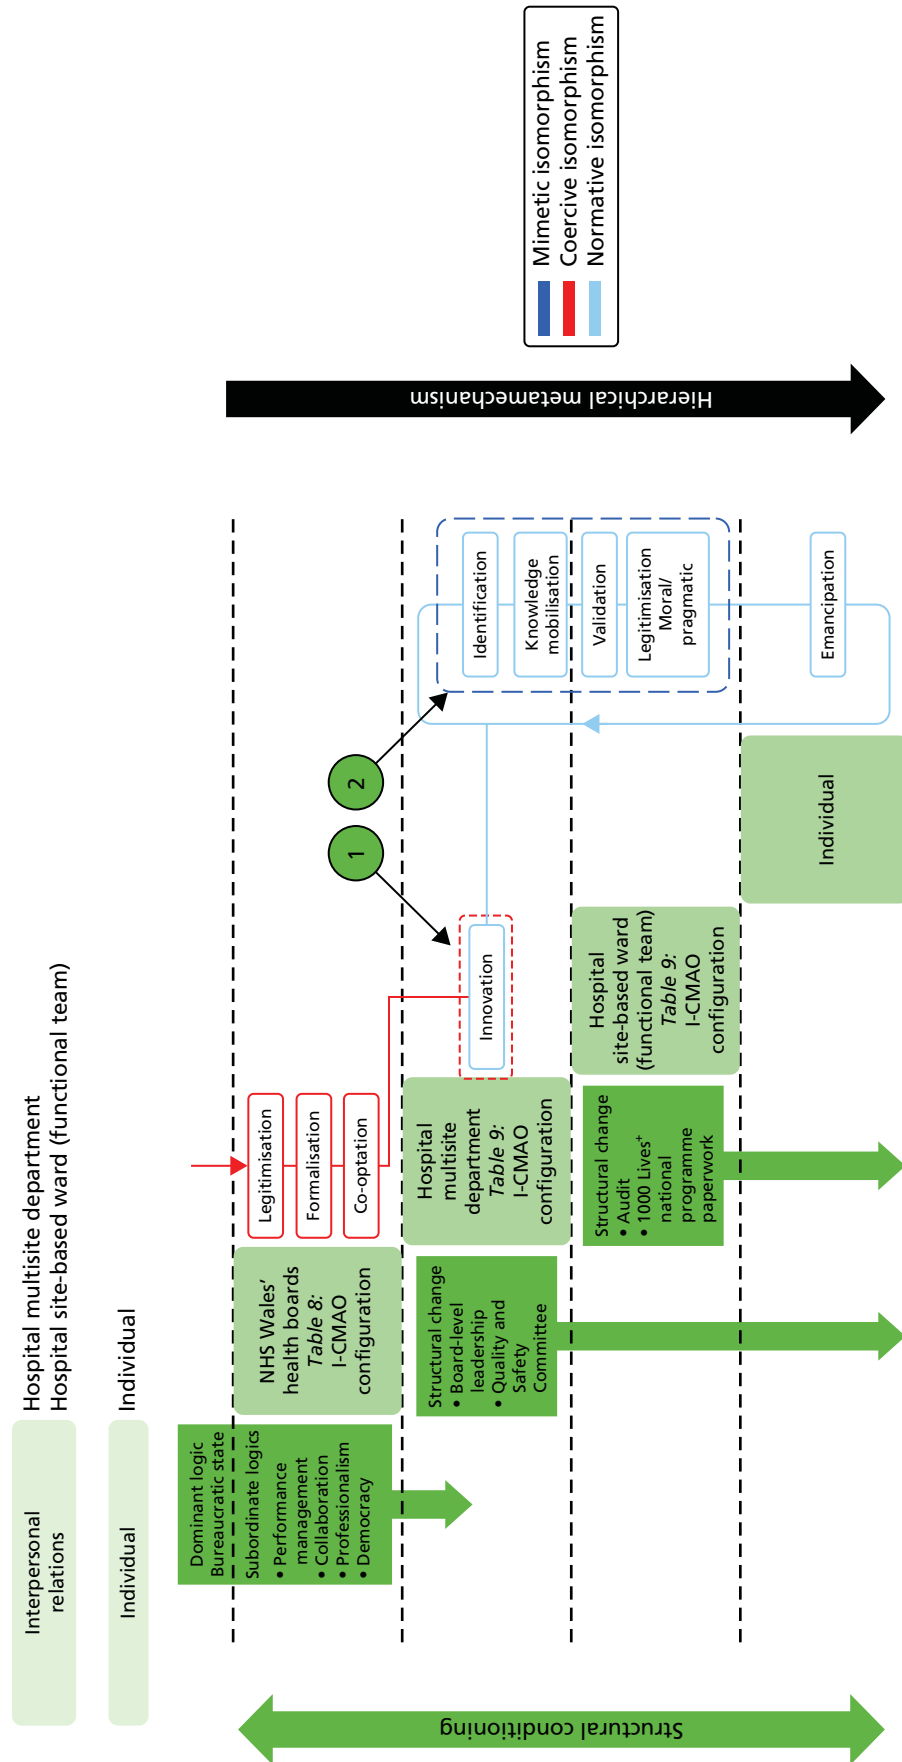 Interpersonal
relations
Hospital multisite department
Hospital site-based ward (functional team)
Individual
Individual
Structural conditioning
Dominant logic
Bureaucratic state
Subordinate logics
• Performance
management
• Collaboration
• Professionalism
• Democracy
NHS Wales’
health boards
Table 8:
I-CMAO
configuration
Legitimisation
Formalisation
Co-optation
Structural change
• Board-level
leadership
• Quality and
Safety
Committee
Hospital
multisite
department
Table 9:
I-CMAO
configuration
Innovation
1
2
Structural change
• Audit
• 1000 Lives+
national
programme
paperwork
Hospital
site-based ward
(functional team)
Table 9:
I-CMAO
configuration
Individual
Identification
Knowledge
mobilisation
Validation
Legitimisation
Moral/
pragmatic
Emancipation
Hierarchical metamechanism
Mimetic isomorphism
Coercive isomorphism
Normative isomorphism